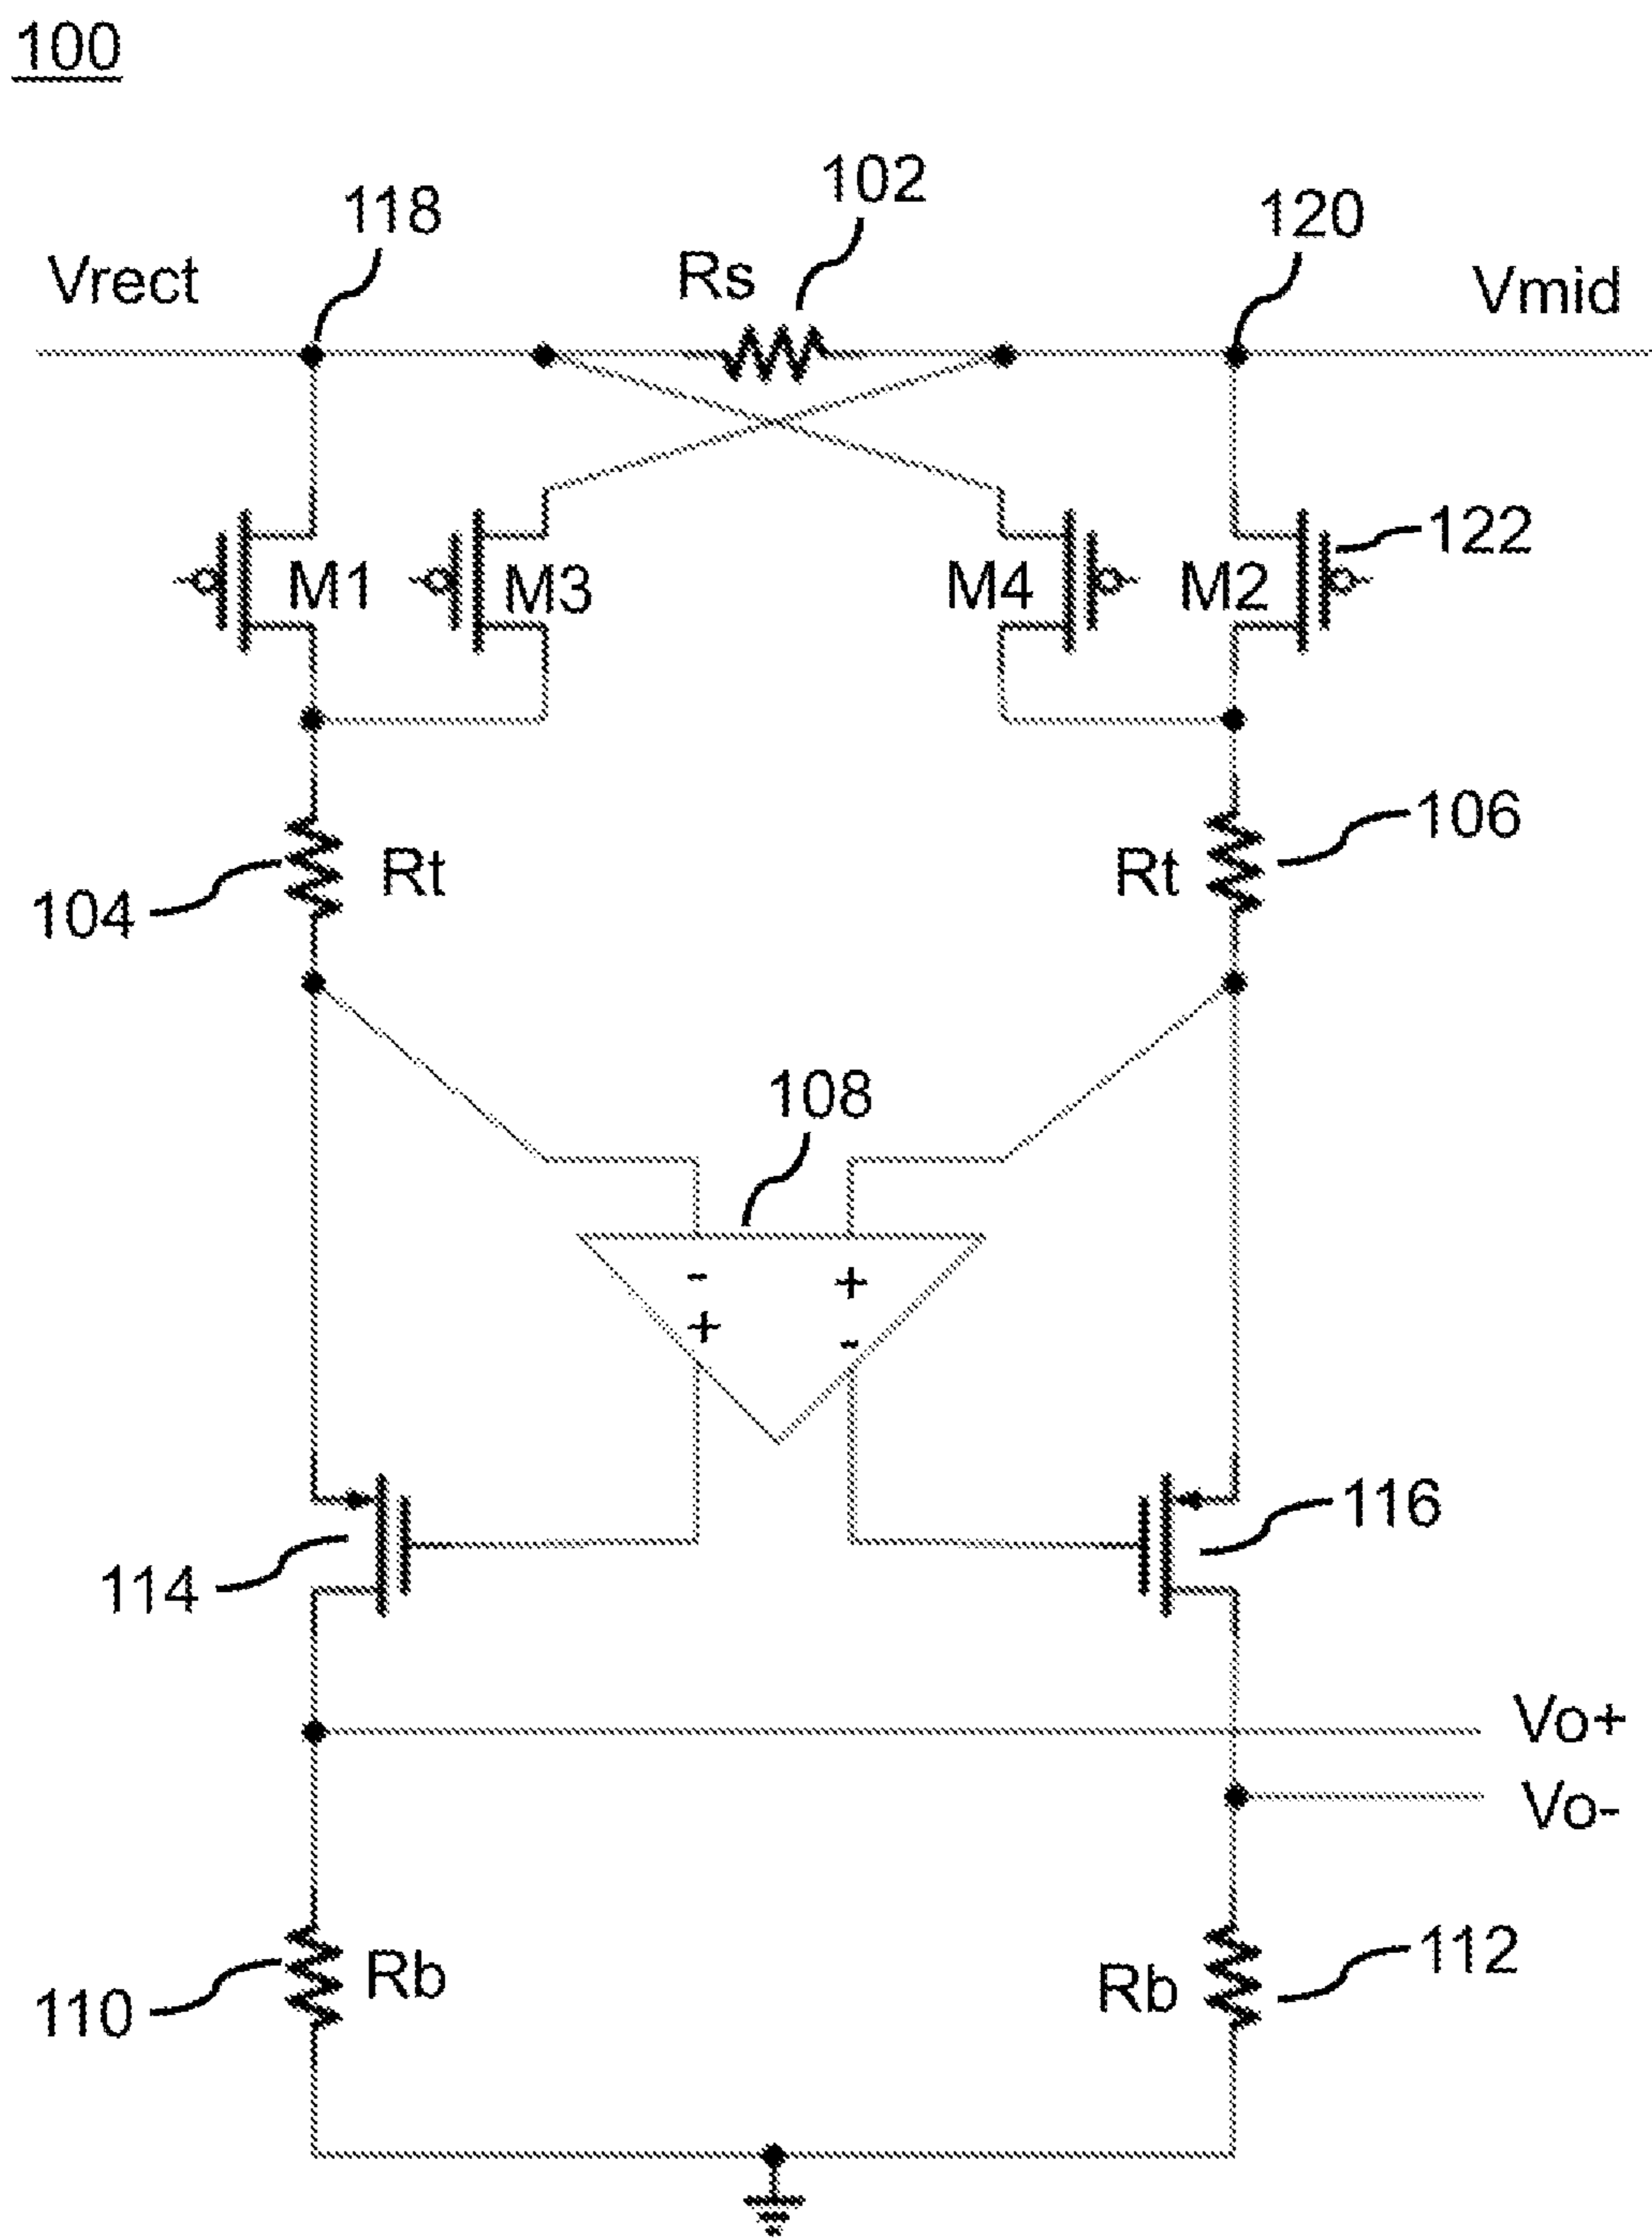 100
102
118
120
Vrect
Rs
Vmid
122
M1
M3
M4
M2
106
Rt
Rt
104
108
- +
+ -
116
114
Vo+
Vo-
112
Rb
Rb
110